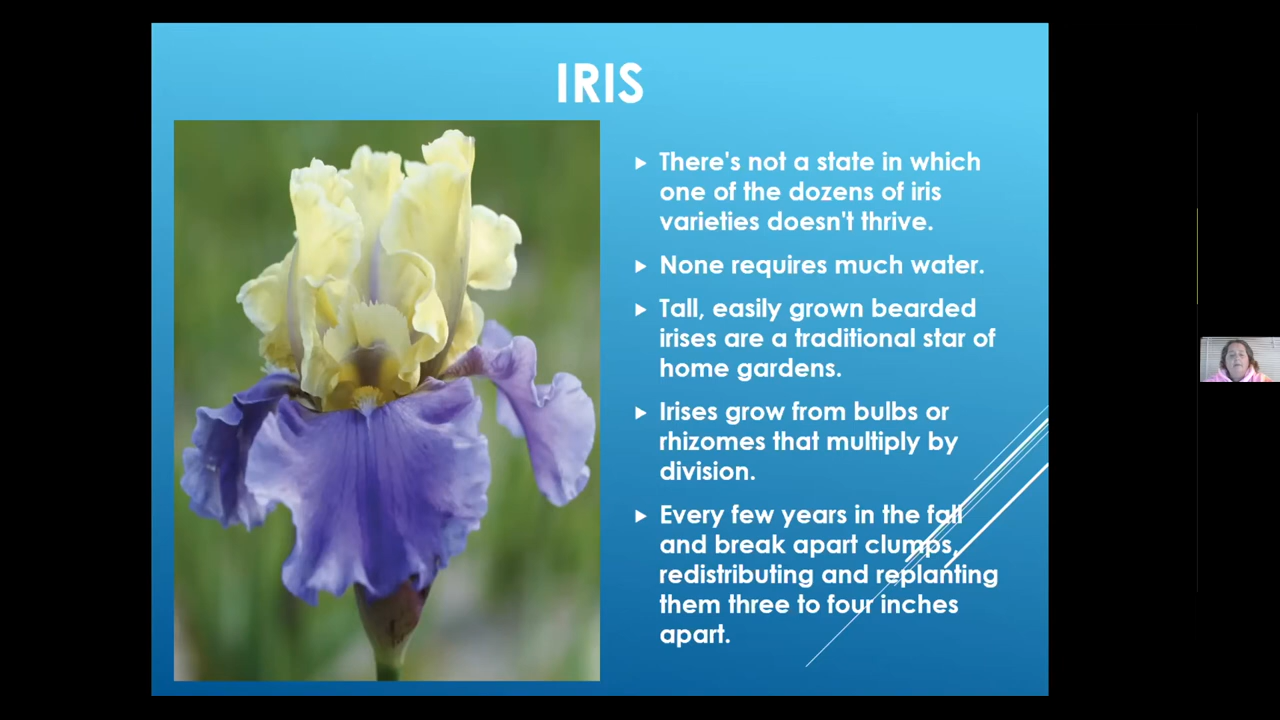 IRIS
There's not a state in which
one of the dozens of iris
varieties doesn't thrive.
None requires much water.
Tall, easily grown bearded
irises are a traditional star of
home gardens.
Irises grow from bulbs or
rhizomes that multiply by
division.
Every few years in the fall
and break apart clumps,
redistributing and replanting
them three to four inches
apart.